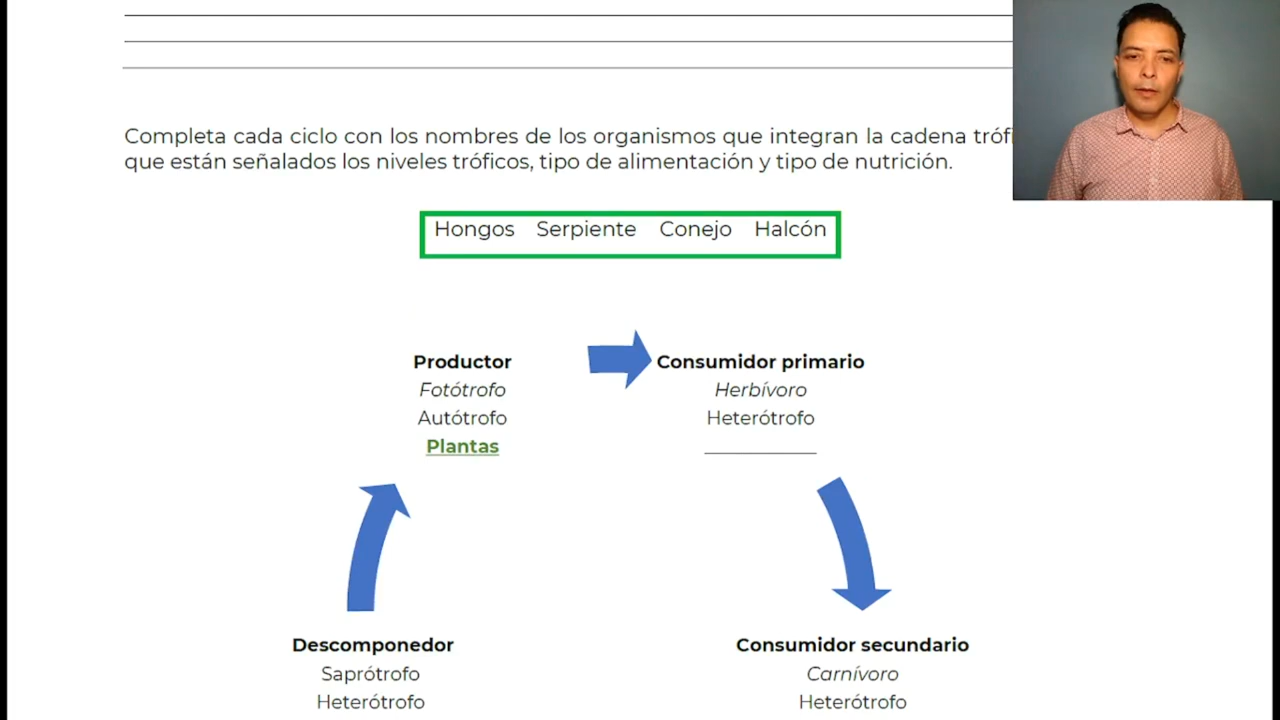 Completa cada ciclo con los nombres de los organismos que integran la cadena
que están señalados los niveles tróficos, tipo de alimentación y tipo de nutrición.
Hongos Serpiente Conejo Halcón
Productor Consumidor primario
Fotótrofo Herbívoro
Autótrofo Heterótrofo
Plantas
Descomponedor Consumidor secundario
Saprótrofo Carnívoro
Heterótrofo Heterótrofo